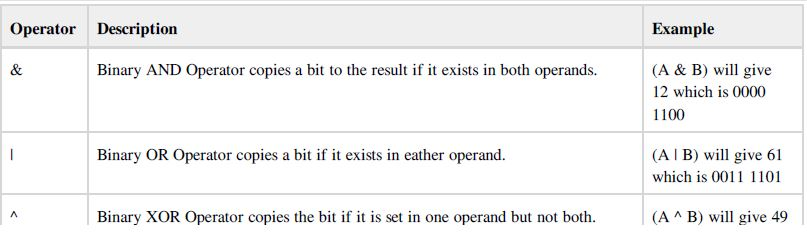 Operator Description Example
& Binary AND Operator copies a bit to the result if it exists in both operands. (A & B) will give
12 which is 0000
1100
| Binary OR Operator copies a bit if it exists in eather operand. (A | B) will give 61
which is 0011 1101
^ Binary XOR Operator copies the bit if it is set in one operand but not both. (A ^ B) will give 49